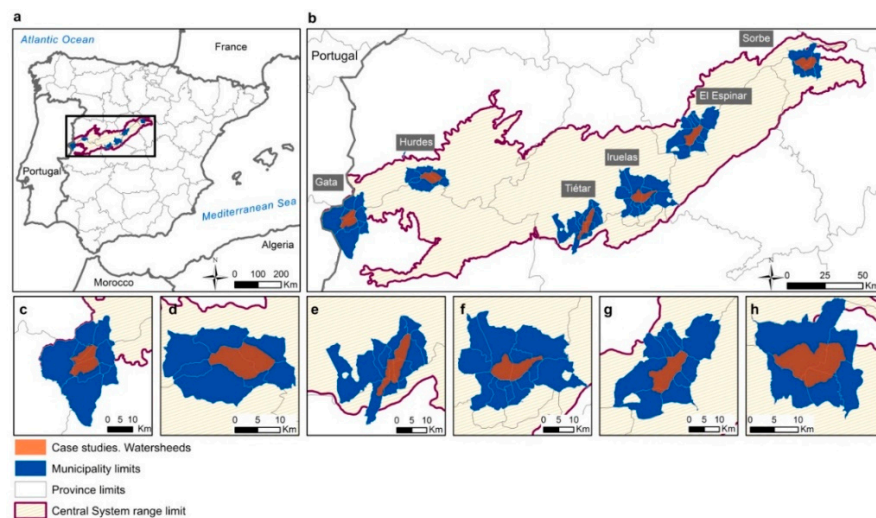 a
Atlantic Ocean
France
Portugal
Mediterranean Sea
Algeria
Morocco
N
0 100 200
Km
b
Portugal
Sorbe
El Espinar
Hurdes
Iruelas
Gata
Tiétar
N
0 25 50
Km
c
0 5 10
Km
d
0 5 10
Km
e
0 5 10
Km
f
0 5 10
Km
g
0 5 10
Km
h
0 5 10
Km
Case studies. Watersheeds
Municipality limits
Province limits
Central System range limit